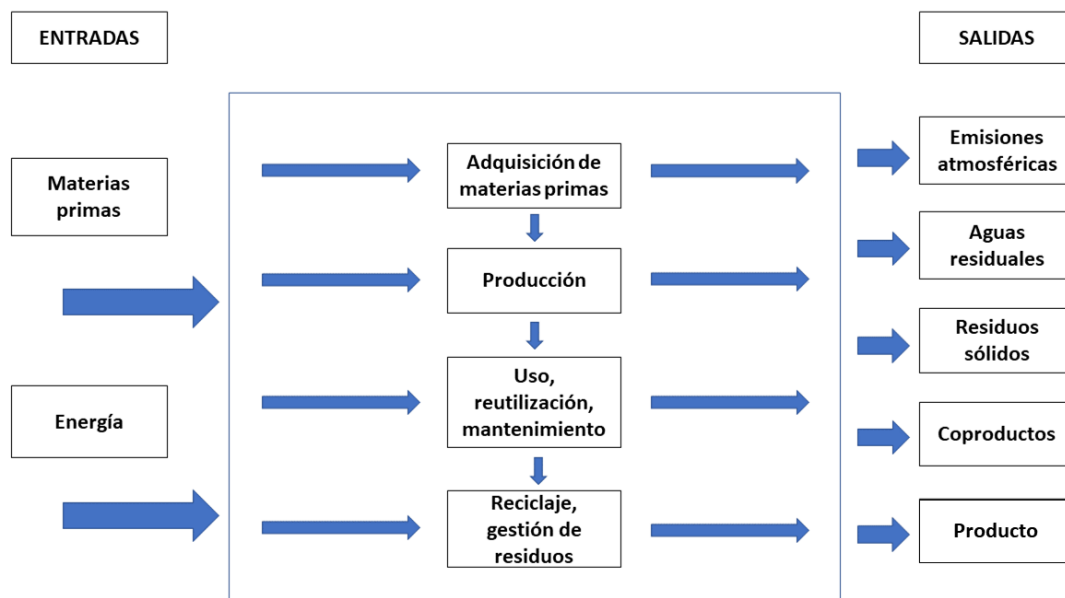 ENTRADAS
SALIDAS
Materias
primas
Energía
Adquisición de
materias primas
Producción
Uso,
reutilización,
mantenimiento
Reciclaje,
gestión de
residuos
Emisiones
atmosféricas
Aguas
residuales
Residuos
sólidos
Coproductos
Producto